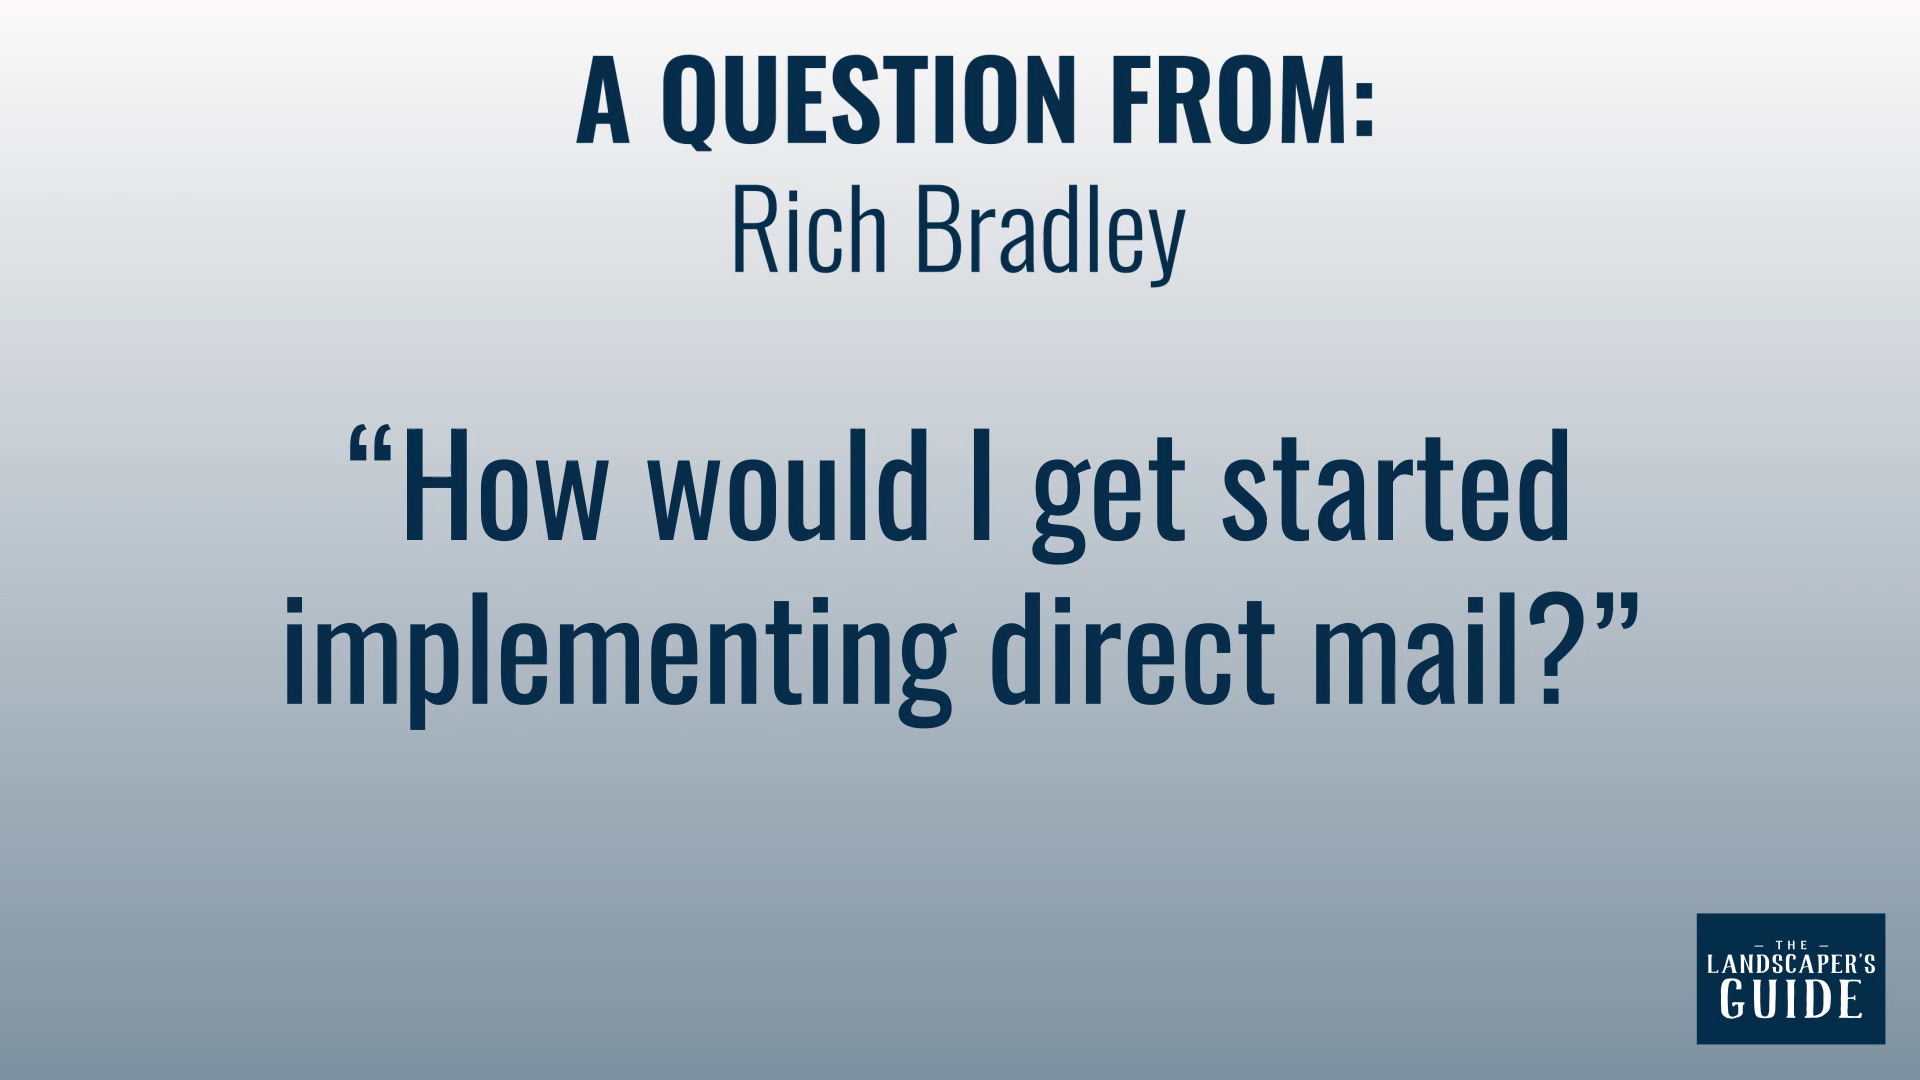 A QUESTION FROM:
Rich Bradley
“How would I get started
implementing direct mail?”
– THE –
LANDSCAPER'S
GUIDE